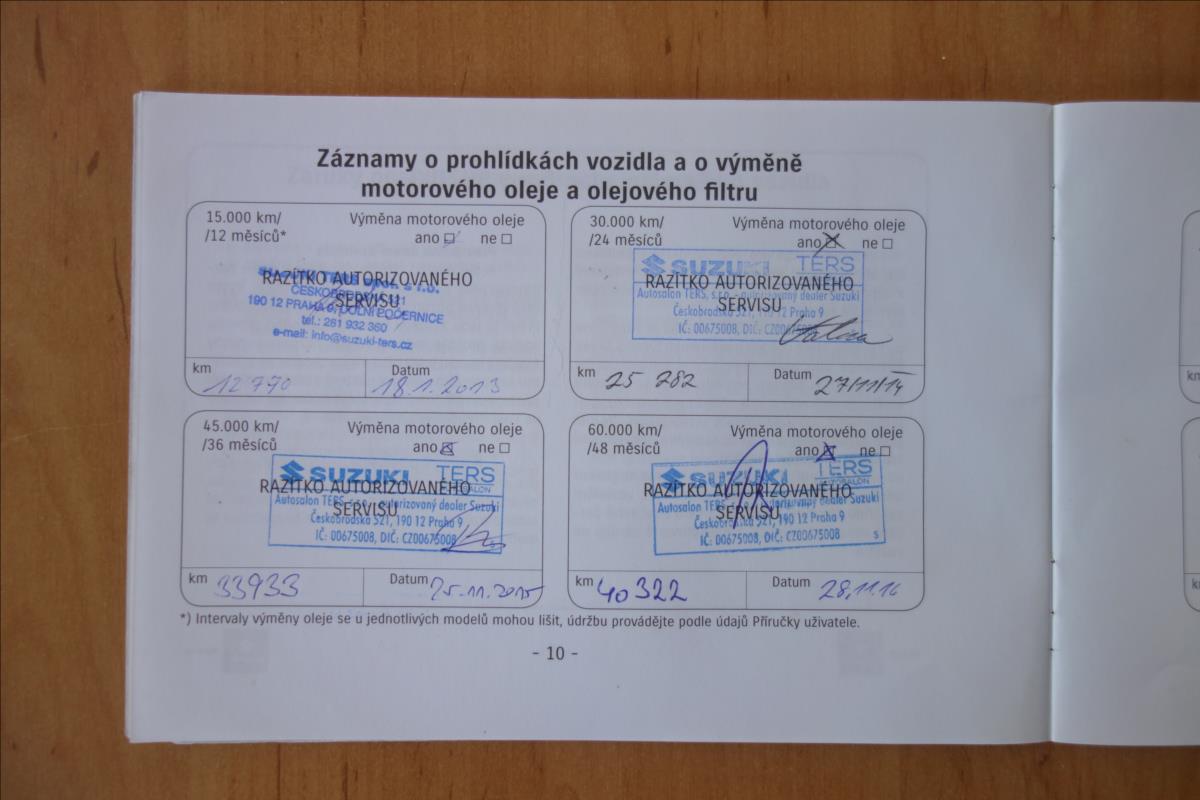 Záznamy o prohlídkách vozidla a o výměně
motorového oleje a olejového filtru
15.000 km/
/12 měsíců*
Výměna motorového oleje
ano ne
RAZÍTKO AUTORIZOVANÉHO
SERVISU
190 12 PRAHA 9, DOLNÍ POČERNICE
tel.: 281 932 360
e-mail: info@suzuki-ters.cz
km 12 770
Datum 18.1.2013
30.000 km/
/24 měsíců
Výměna motorového oleje
ano ne
SUZUKI TERS
RAZÍTKO AUTORIZOVANÉHO
Autosalon TERS, s.r.o. - autorizovaný dealer Suzuki
SERVISU
Českobrodská 521, 190 12 Praha 9
IČ: 00675008, DIČ: CZ00675008
km 25 282
Datum 27/11/14
45.000 km/
/36 měsíců
Výměna motorového oleje
ano ne
SUZUKI TERS
AUTOSALON
RAZÍTKO AUTORIZOVANÉHO
Autosalon TERS, s.r.o. - autorizovaný dealer Suzuki
SERVISU
Českobrodská 521, 190 12 Praha 9
IČ: 00675008, DIČ: CZ00675008
km 33933
Datum 25.11.2015
60.000 km/
/48 měsíců
Výměna motorového oleje
ano ne
SUZUKI TERS
AUTOSALON
RAZÍTKO AUTORIZOVANÉHO
Autosalon TERS, s.r.o. - autorizovaný dealer Suzuki
SERVISU
Českobrodská 521, 190 12 Praha 9
IČ: 00675008, DIČ: CZ00675008 s
km 40322
Datum 28.11.16
*) Intervaly výměny oleje se u jednotlivých modelů mohou lišit, údržbu provádějte podle údajů Příručky uživatele.
- 10 -
km
km